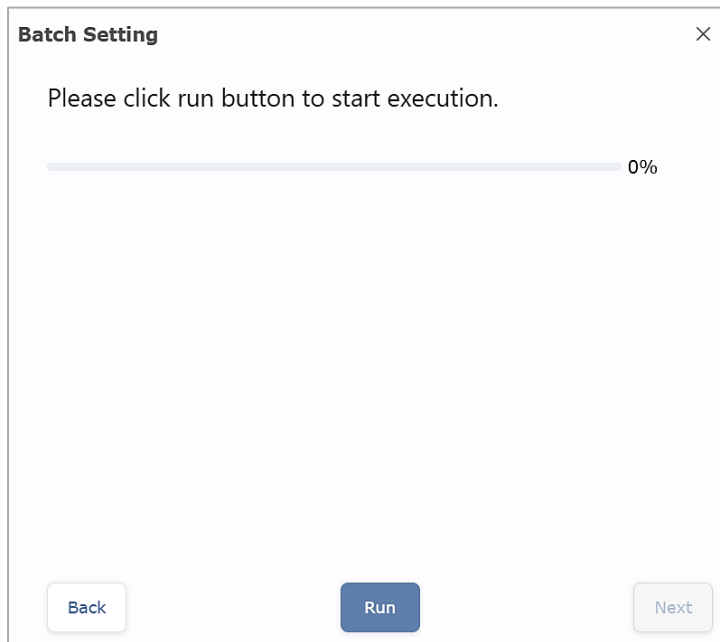 Batch Setting
Please click run button to start execution.
0%
Back
Run
Next